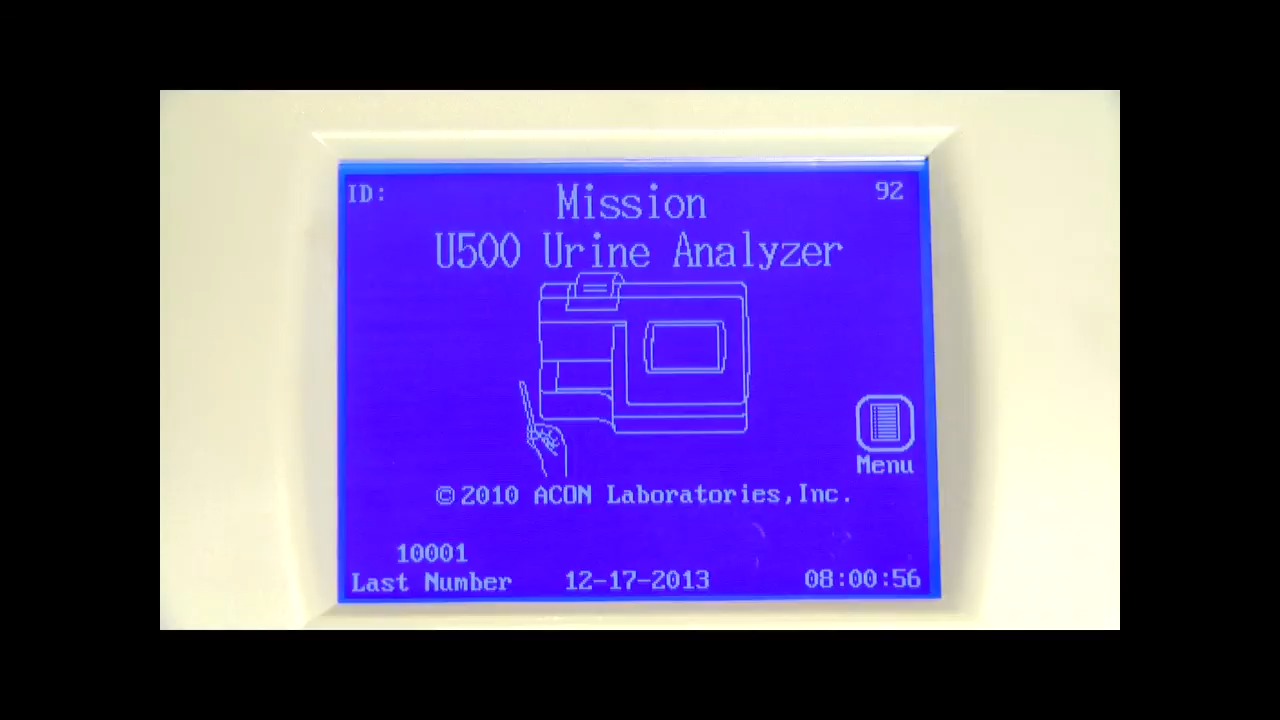 ID:
92
Mission
U500 Urine Analyzer
Menu
©2010 ACON Laboratories,Inc.
10001
Last Number
12-17-2013
08:00:56